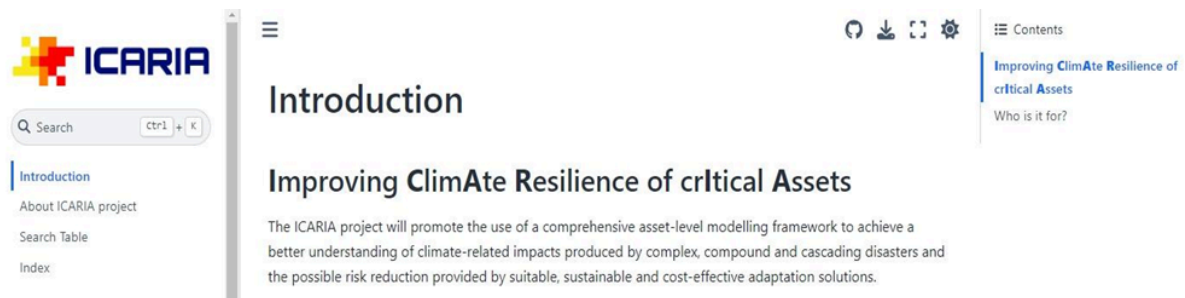 ICARIA
Search Ctrl + K
Introduction
About ICARIA project
Search Table
Index
Introduction
Improving ClimAte Resilience of crItical Assets
The ICARIA project will promote the use of a comprehensive asset-level modelling framework to achieve a
better understanding of climate-related impacts produced by complex, compound and cascading disasters and
the possible risk reduction provided by suitable, sustainable and cost-effective adaptation solutions.
Contents
Improving ClimAte Resilience of
crItical Assets
Who is it for?